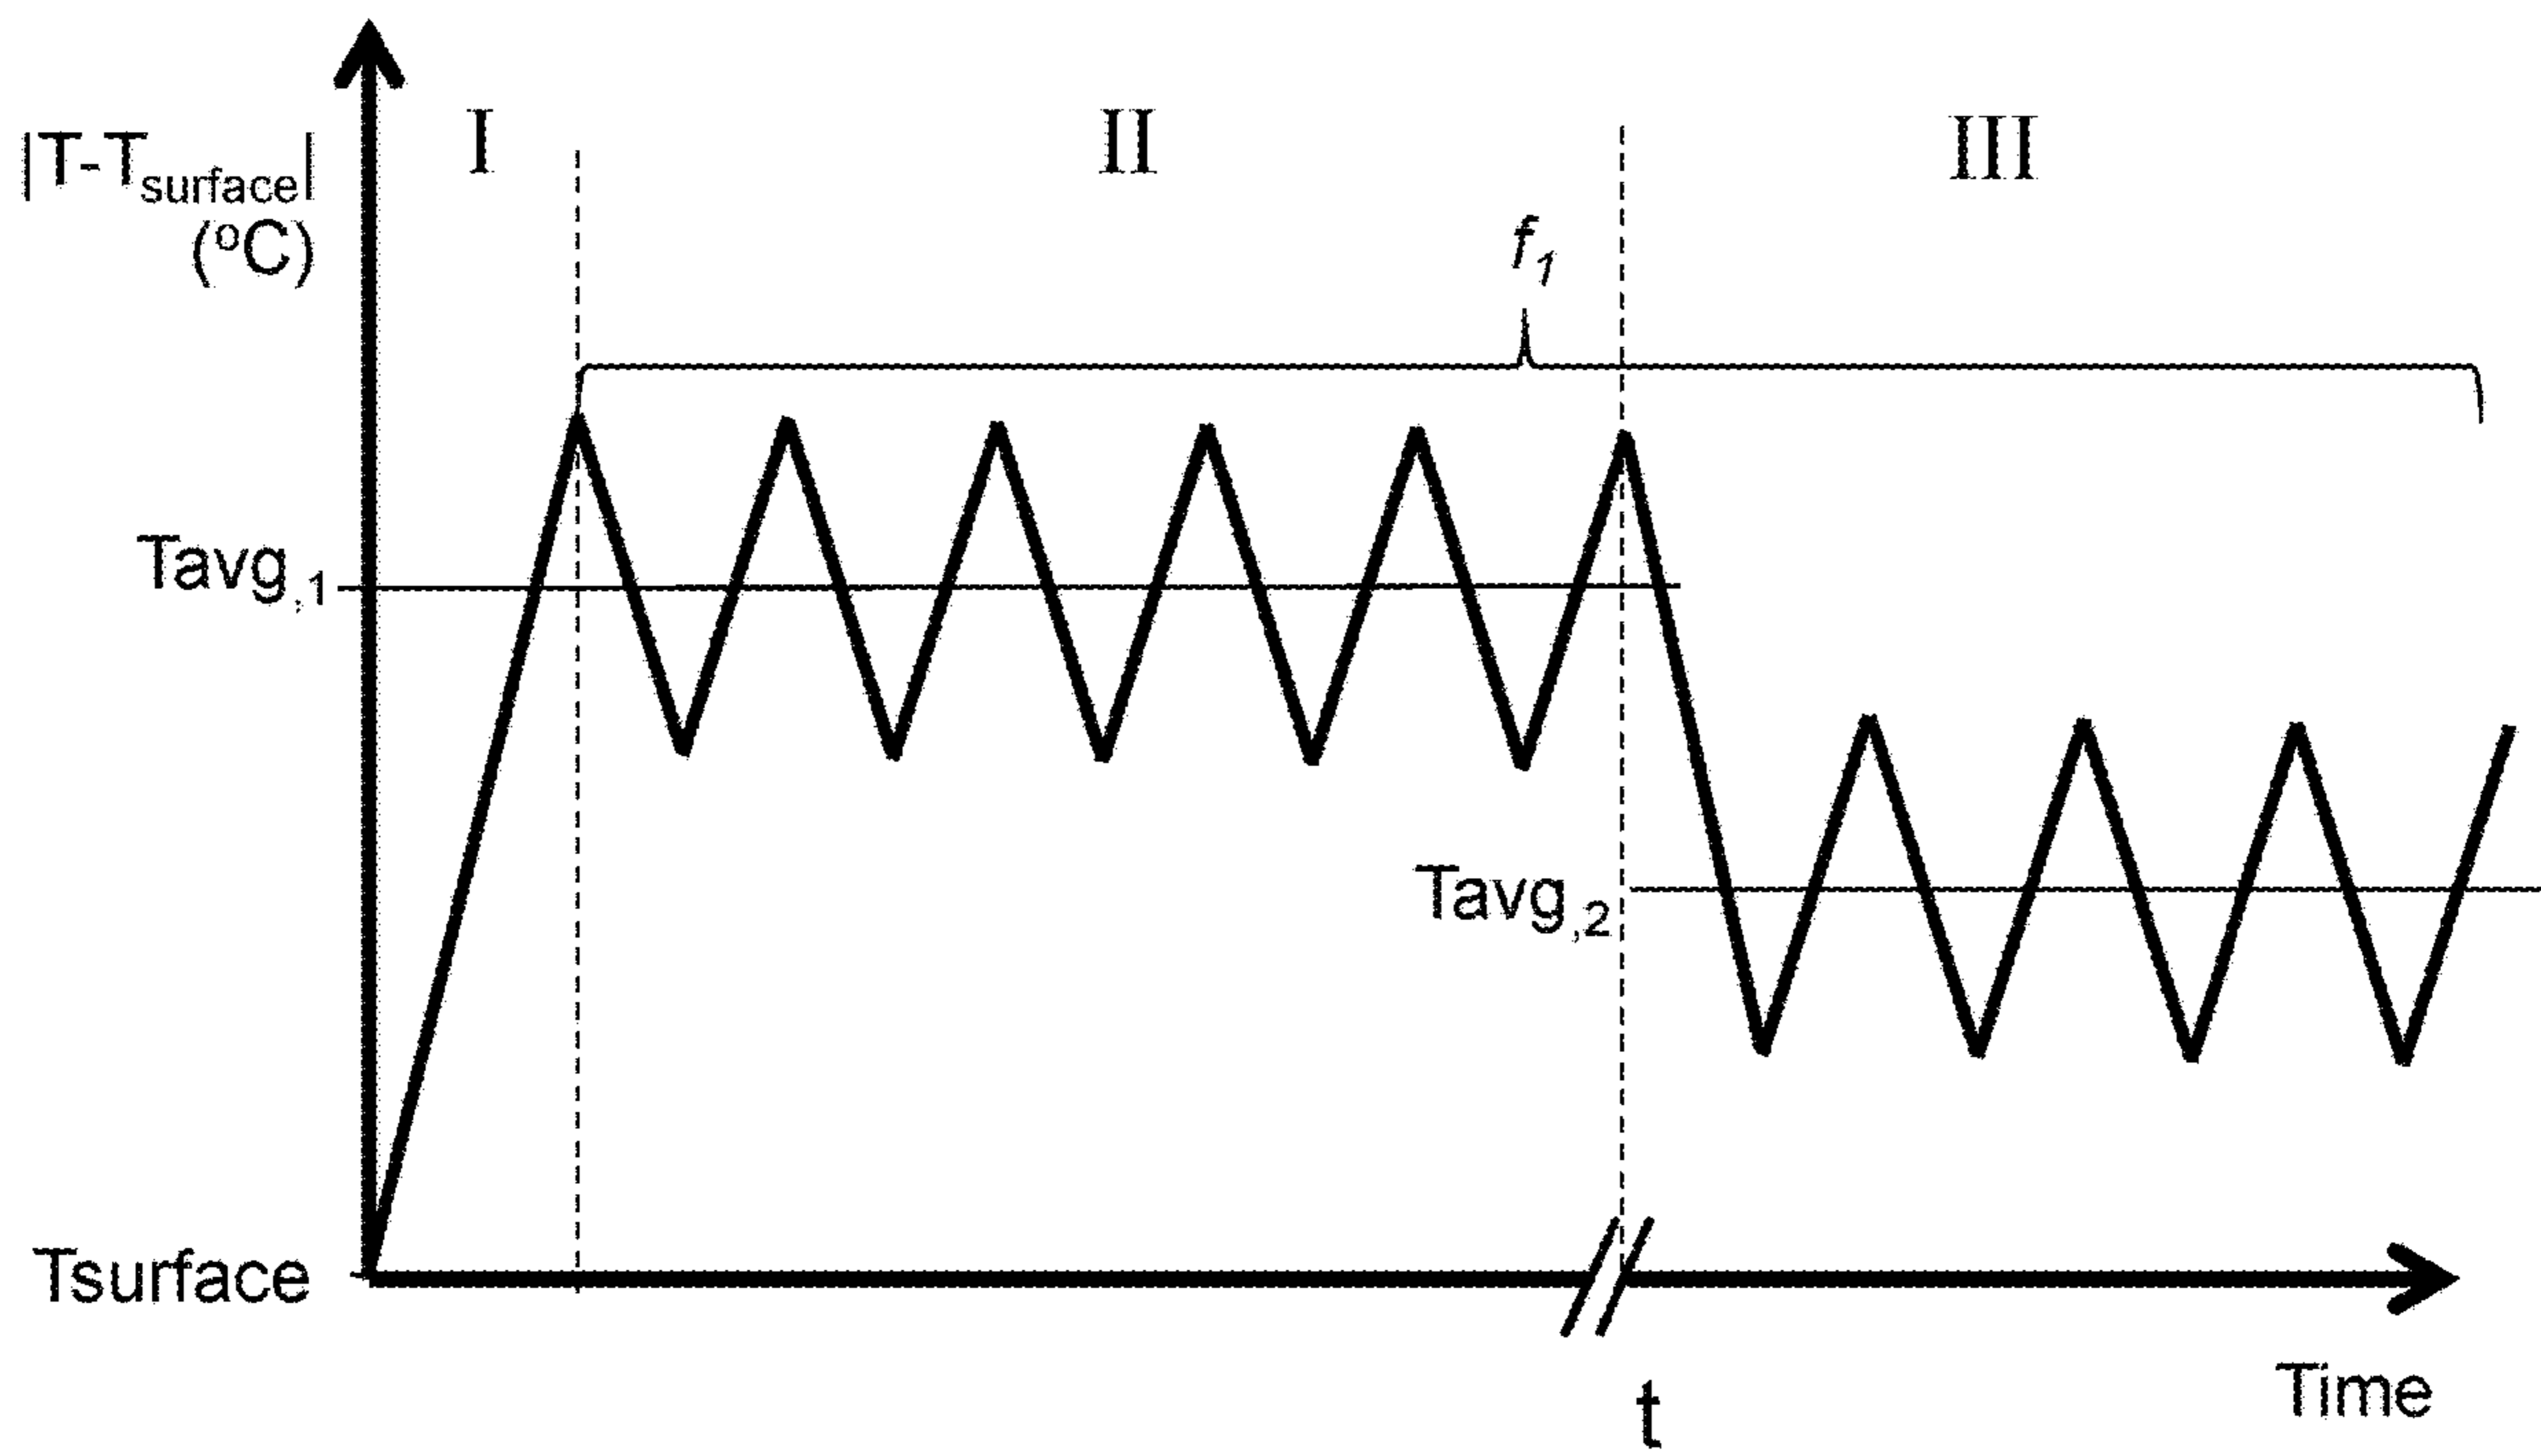 I
II
III
|T-Tsurface|
(°C)
f1
Tavg,1
Tavg,2
Tsurface
Time
t